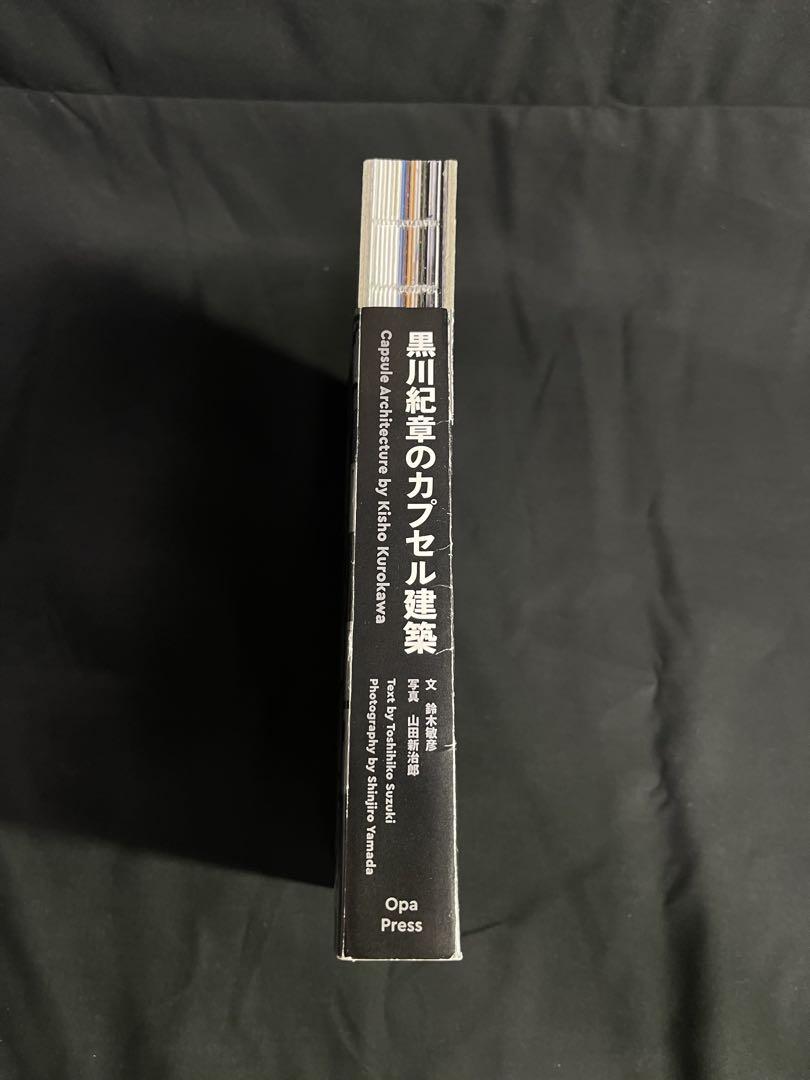 黒川紀章のカプセル建築
Capsule Architecture by Kisho Kurokawa
文 鈴木敏彦
写真 山田新治郎
Text by Toshihiko Suzuki
Photography by Shinjiro Yamada
Opa
Press